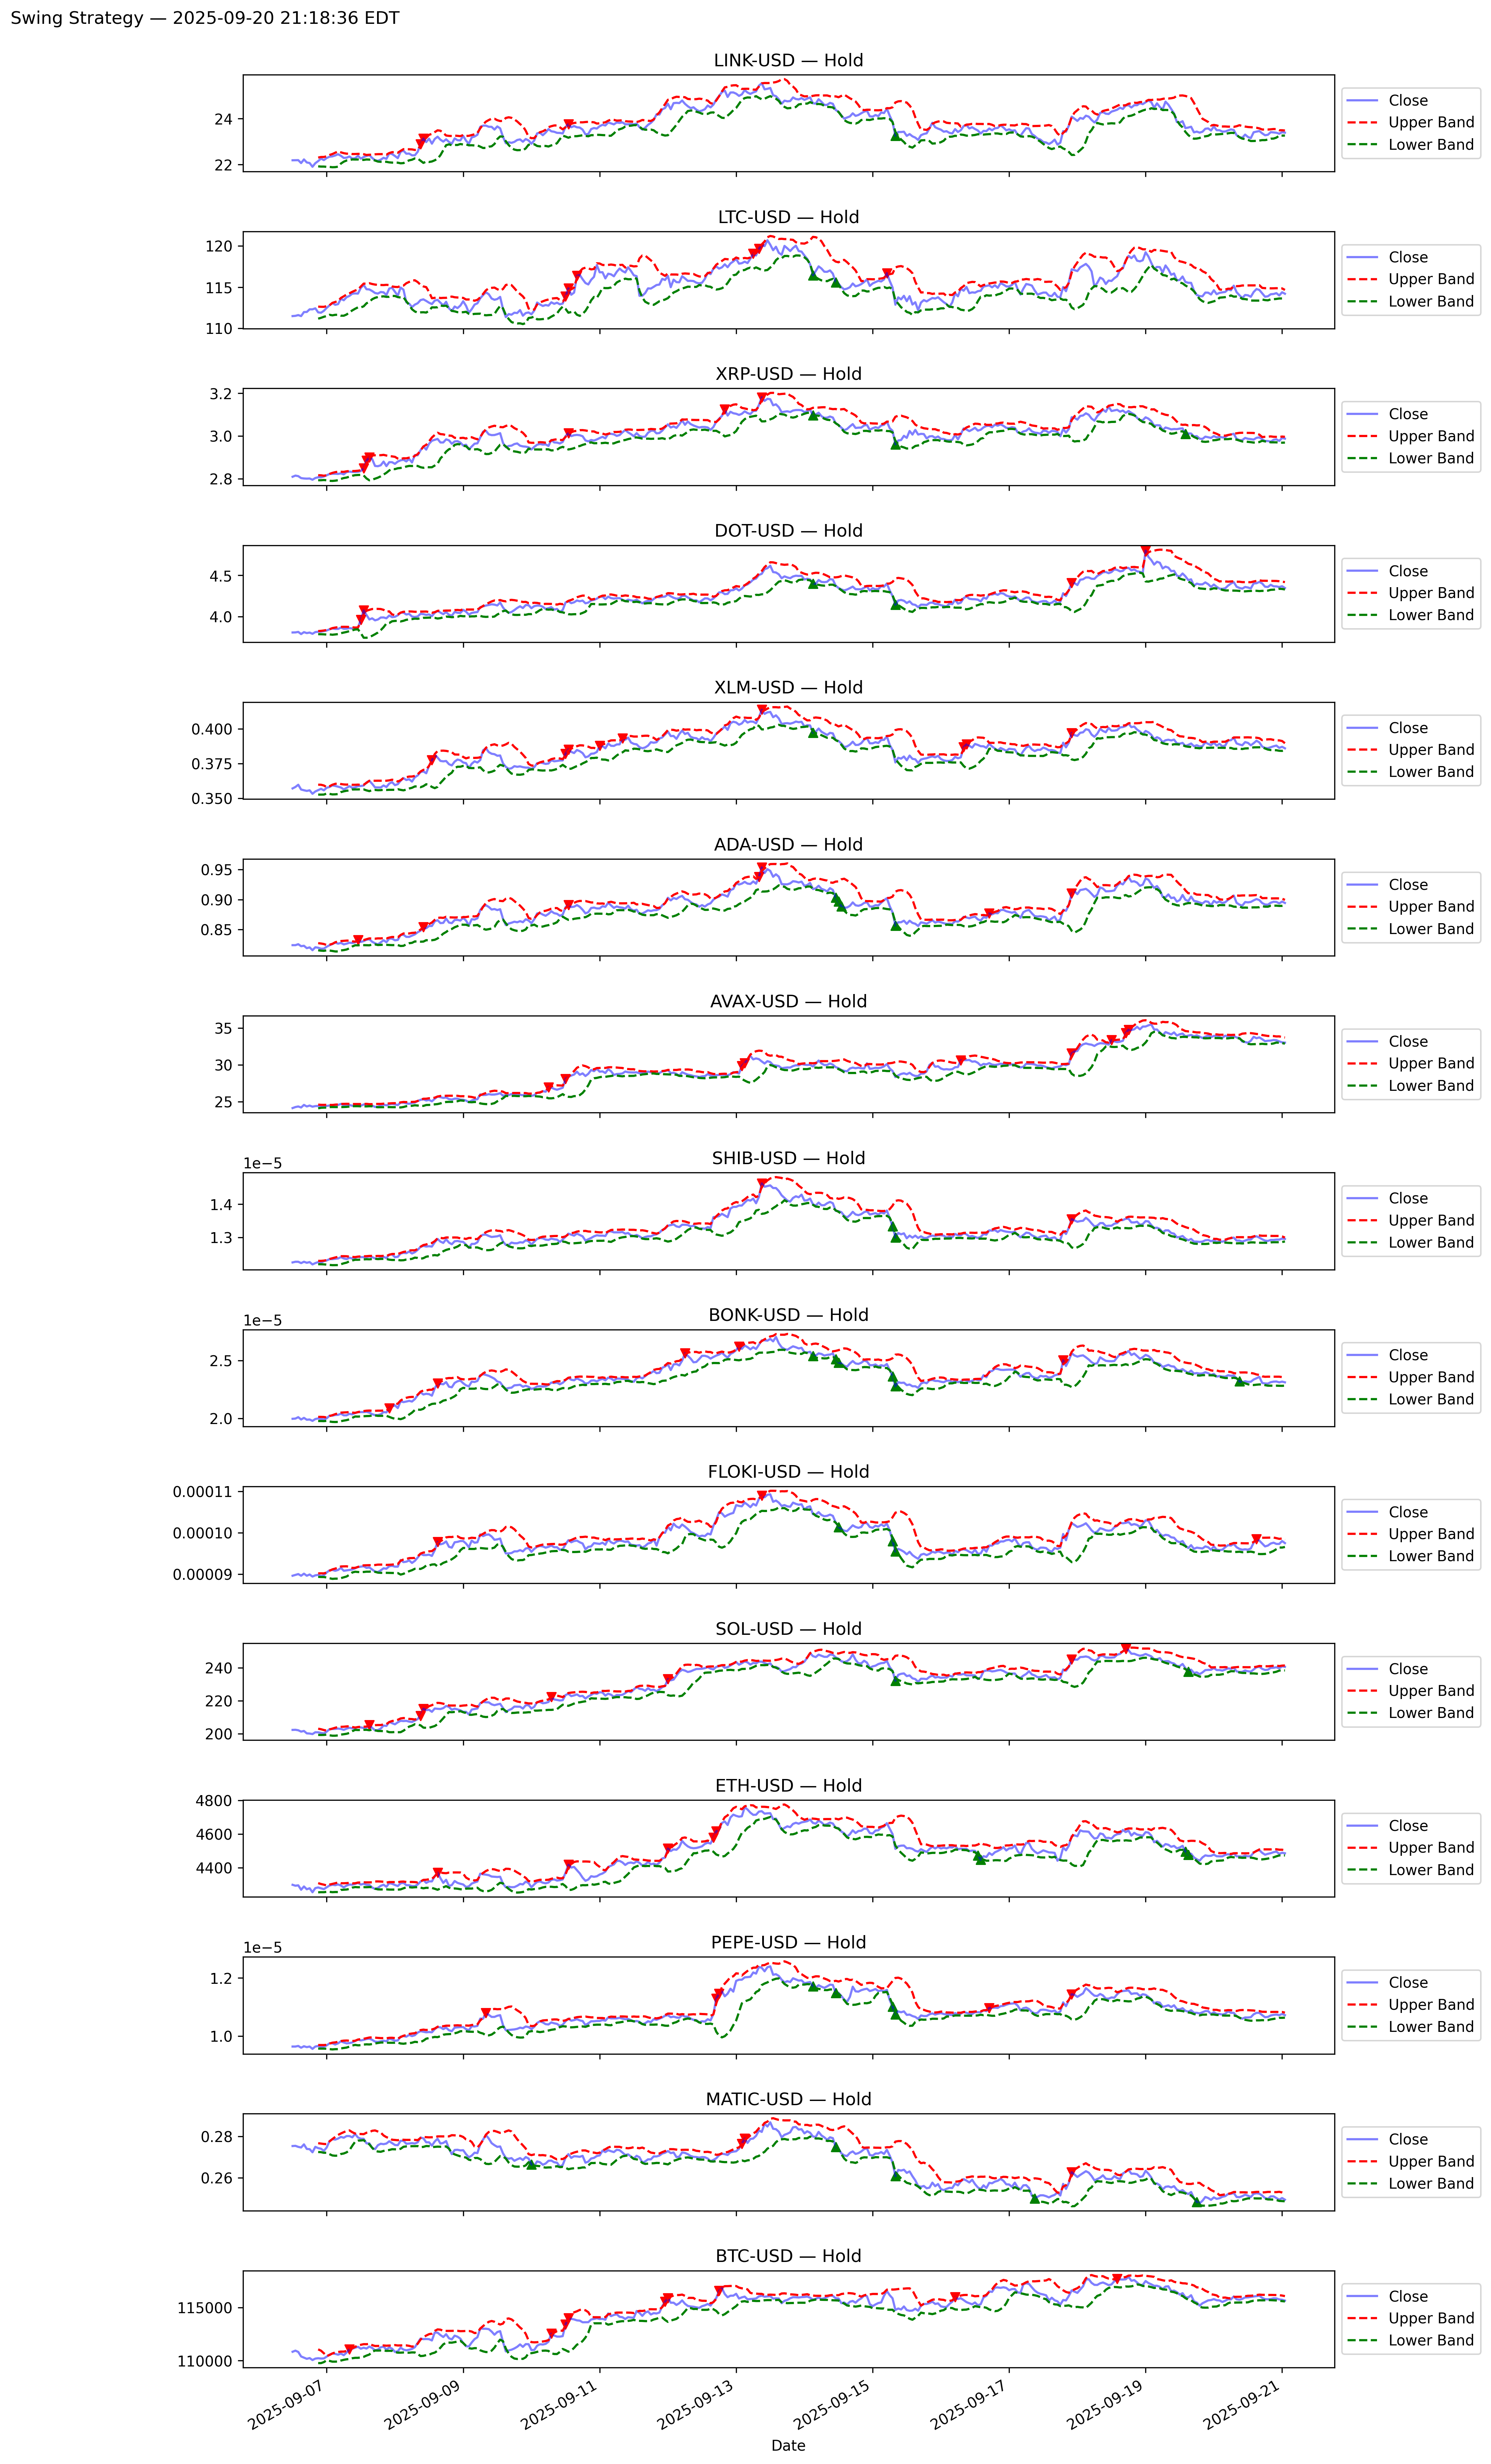 Swing Strategy — 2025-09-20 21:18:36 EDT
LINK-USD — Hold
24
22
Close
Upper Band
Lower Band
LTC-USD — Hold
120
115
110
Close
Upper Band
Lower Band
XRP-USD — Hold
3.2
3.0
2.8
Close
Upper Band
Lower Band
DOT-USD — Hold
4.5
4.0
Close
Upper Band
Lower Band
XLM-USD — Hold
0.400
0.375
0.350
Close
Upper Band
Lower Band
ADA-USD — Hold
0.95
0.90
0.85
Close
Upper Band
Lower Band
AVAX-USD — Hold
35
30
25
Close
Upper Band
Lower Band
SHIB-USD — Hold
1e−5
1.4
1.3
Close
Upper Band
Lower Band
BONK-USD — Hold
1e−5
2.5
2.0
Close
Upper Band
Lower Band
FLOKI-USD — Hold
0.00011
0.00010
0.00009
Close
Upper Band
Lower Band
SOL-USD — Hold
240
220
200
Close
Upper Band
Lower Band
ETH-USD — Hold
4800
4600
4400
Close
Upper Band
Lower Band
PEPE-USD — Hold
1e−5
1.2
1.0
Close
Upper Band
Lower Band
MATIC-USD — Hold
0.28
0.26
Close
Upper Band
Lower Band
BTC-USD — Hold
115000
110000
Close
Upper Band
Lower Band
2025-09-07
2025-09-09
2025-09-11
2025-09-13
2025-09-15
2025-09-17
2025-09-19
2025-09-21
Date